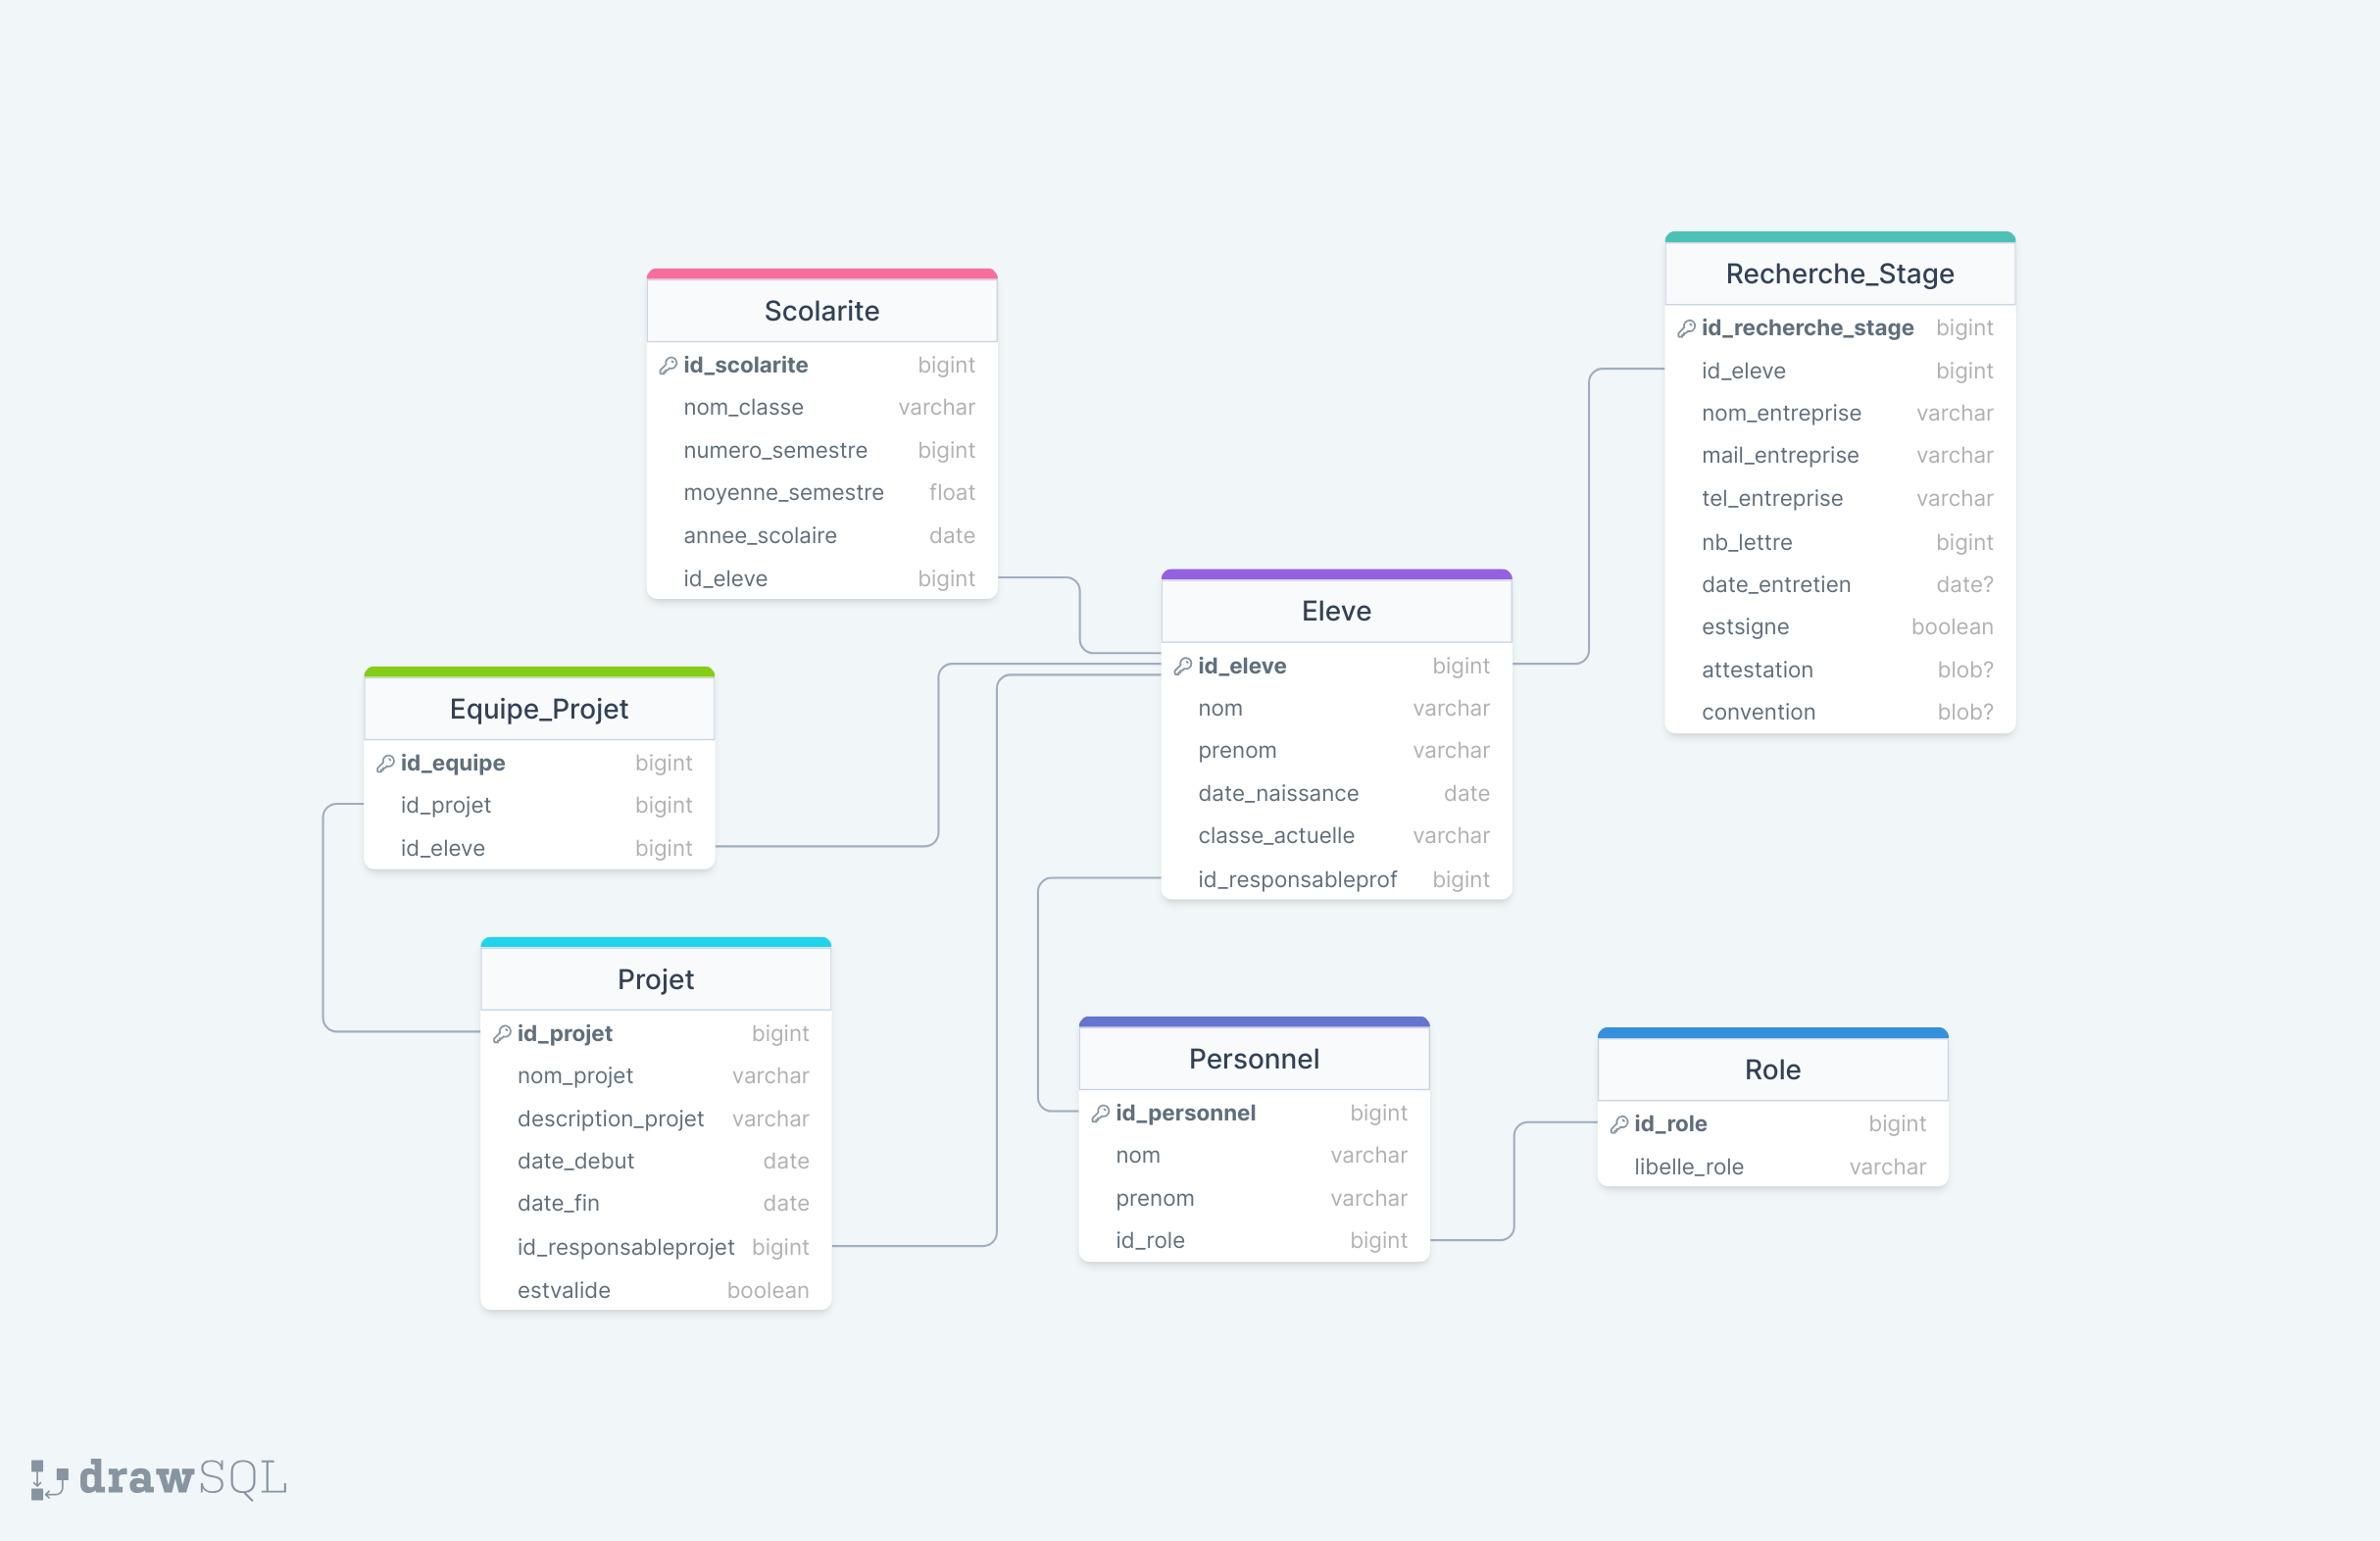 Scolarite
id_scolarite bigint
nom_classe varchar
numero_semestre bigint
moyenne_semestre float
annee_scolaire date
id_eleve bigint
Recherche_Stage
id_recherche_stage bigint
id_eleve bigint
nom_entreprise varchar
mail_entreprise varchar
tel_entreprise varchar
nb_lettre bigint
date_entretien date?
estsigne boolean
attestation blob?
convention blob?
Eleve
id_eleve bigint
nom varchar
prenom varchar
date_naissance date
classe_actuelle varchar
id_responsableprof bigint
Equipe_Projet
id_equipe bigint
id_projet bigint
id_eleve bigint
Projet
id_projet bigint
nom_projet varchar
description_projet varchar
date_debut date
date_fin date
id_responsableprojet bigint
estvalide boolean
Personnel
id_personnel bigint
nom varchar
prenom varchar
id_role bigint
Role
id_role bigint
libelle_role varchar
drawSQL